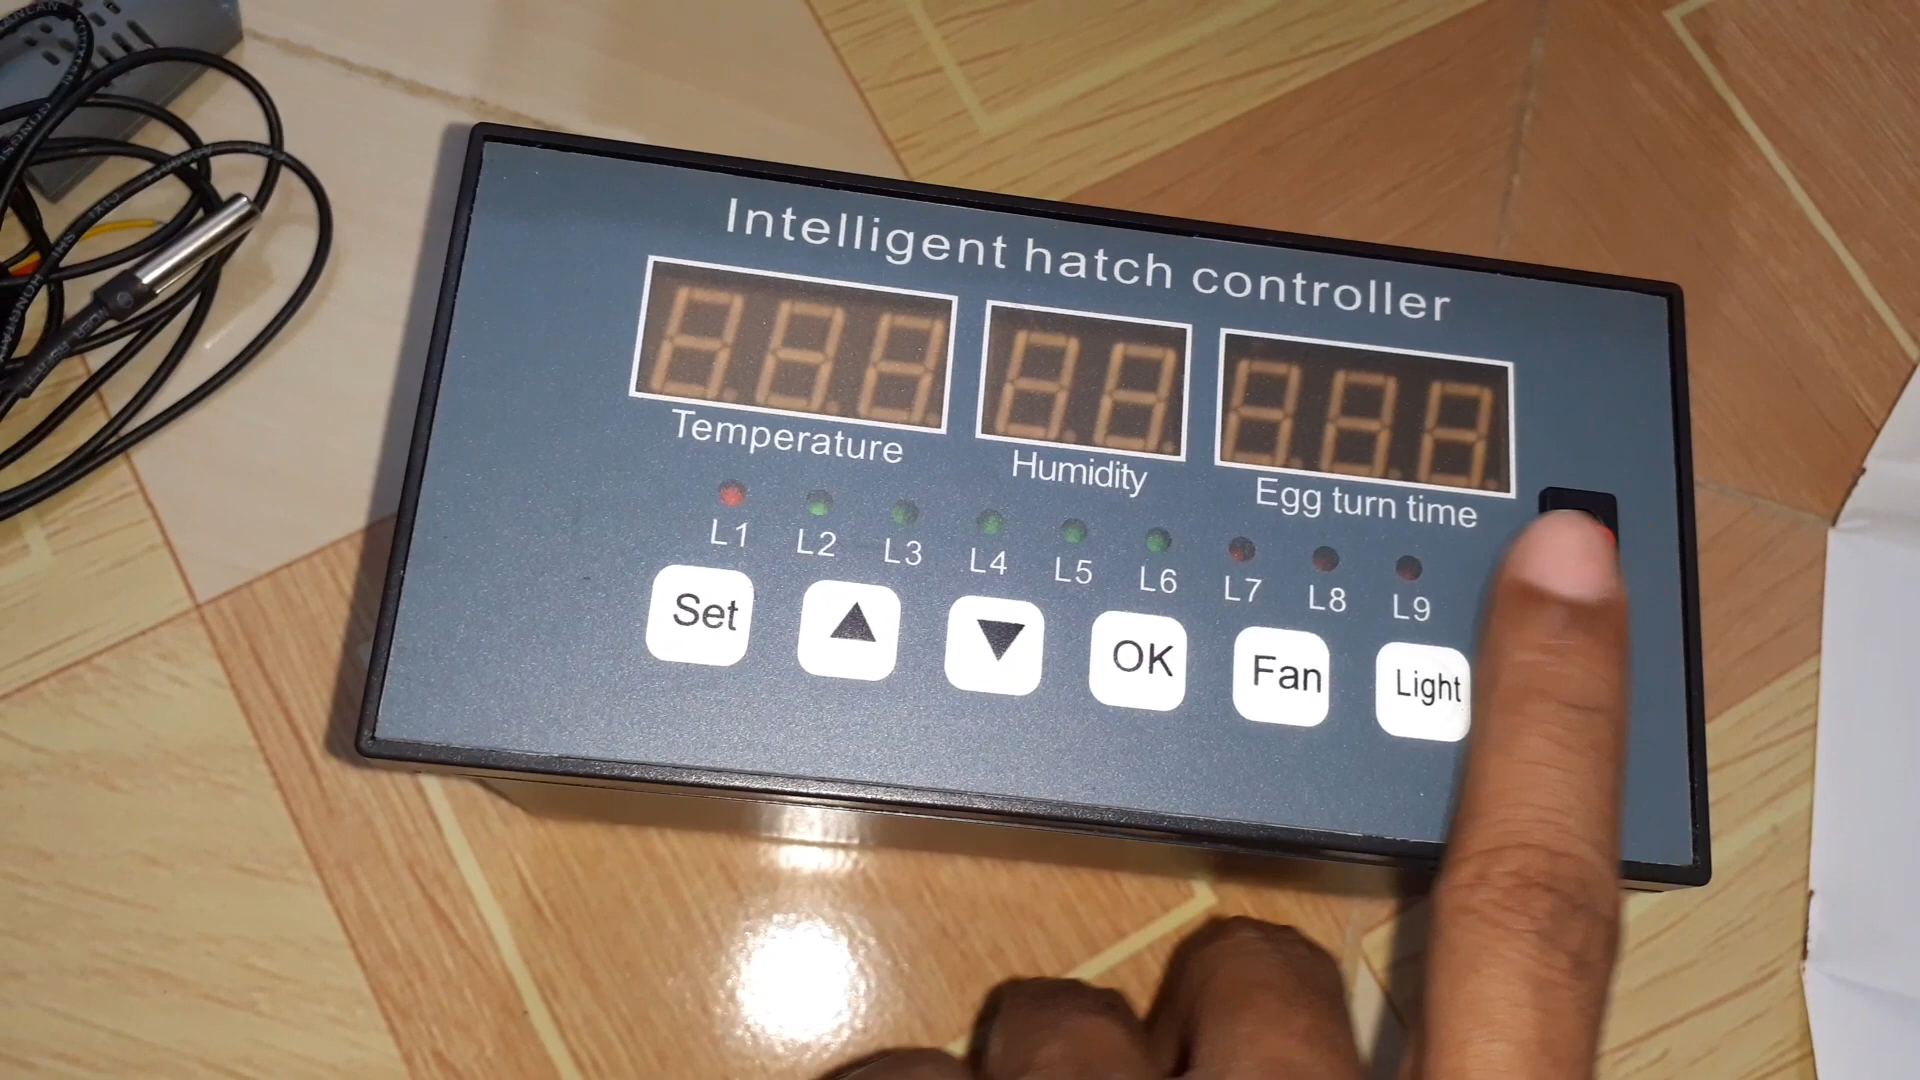 Intelligent hatch controller
Temperature
Humidity
Egg turn time
L1 L2 L3 L4 L5 L6 L7 L8 L9
Set ▲ ▼ OK Fan Light